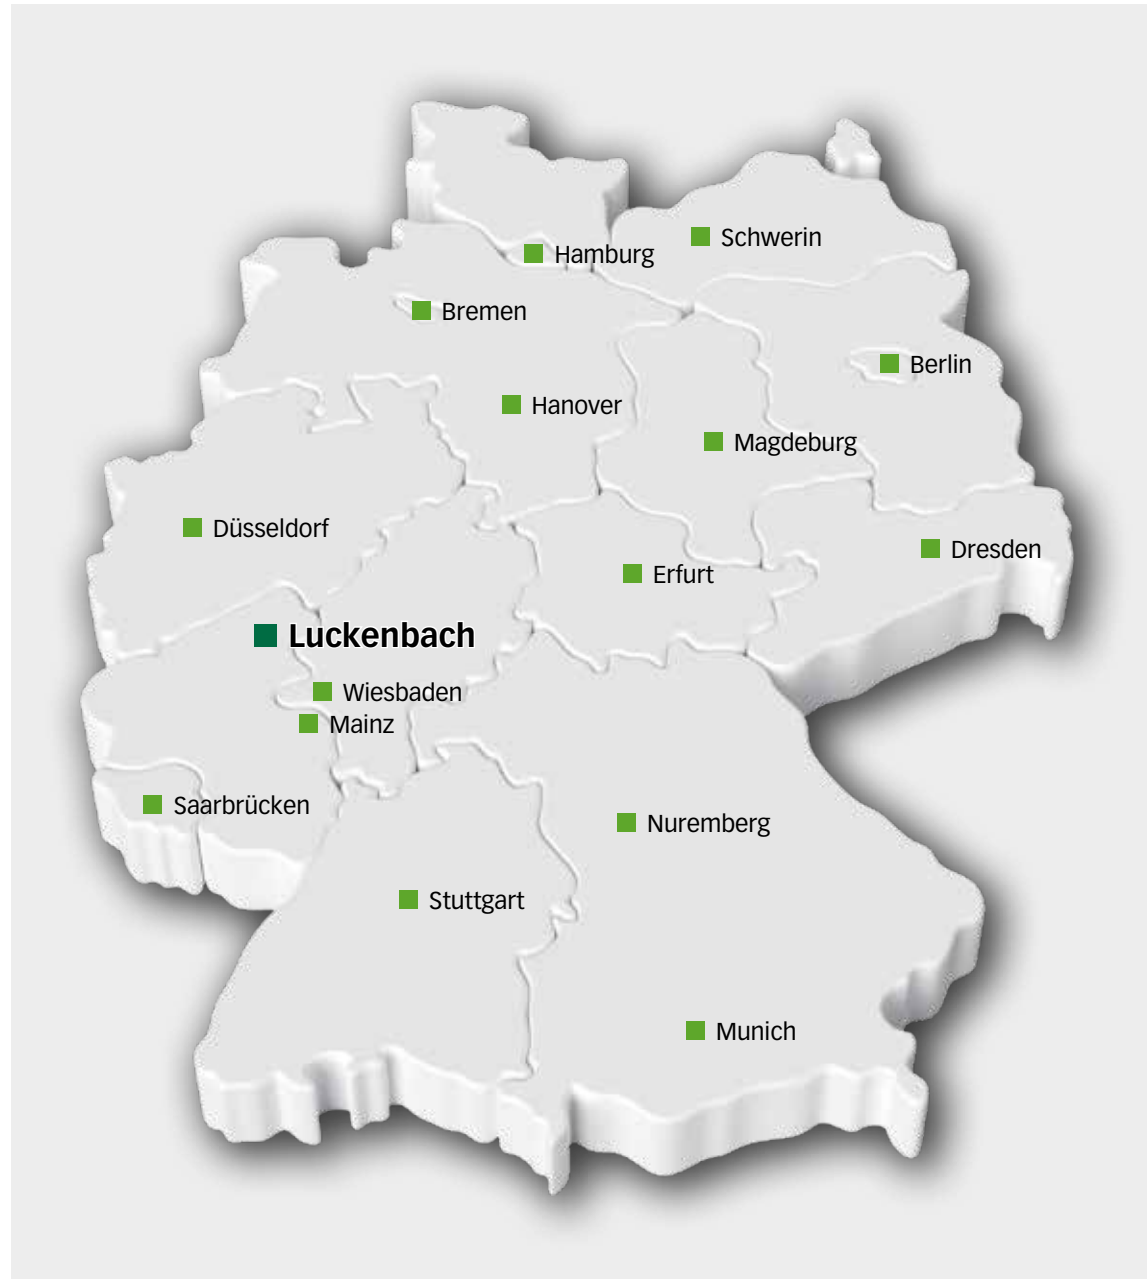 Schwerin
Hamburg
Bremen
Berlin
Hanover
Magdeburg
Düsseldorf
Dresden
Erfurt
Luckenbach
Wiesbaden
Mainz
Saarbrücken
Nuremberg
Stuttgart
Munich